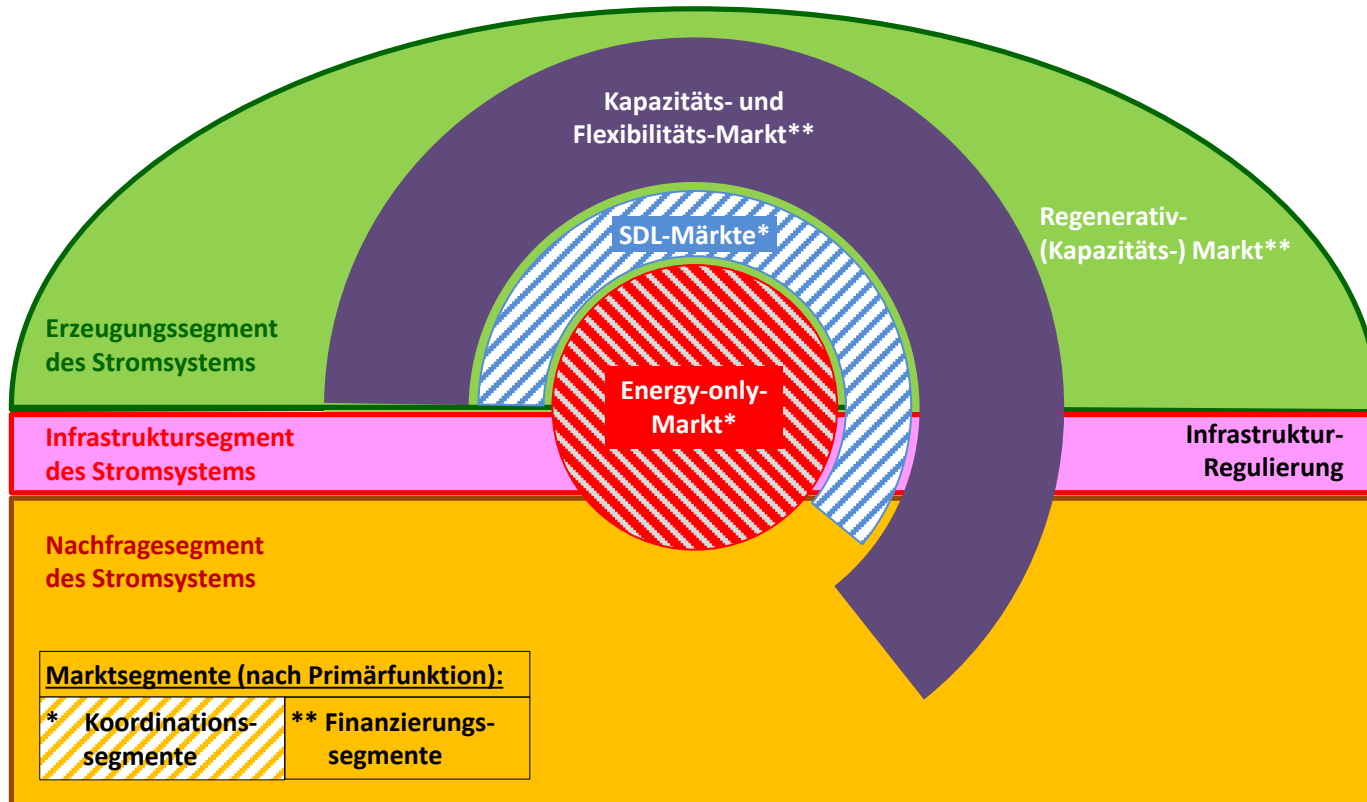 Kapazitäts- und
Flexibilitäts-Markt**
SDL-Märkte*
Regenerativ-
(Kapazitäts-) Markt**
Erzeugungssegment
des Stromsystems
Energy-only-
Markt*
Infrastruktursegment
des Stromsystems
Infrastruktur-
Regulierung
Nachfragesegment
des Stromsystems
Marktsegmente (nach Primärfunktion):
* Koordinations-
segmente
** Finanzierungs-
segmente